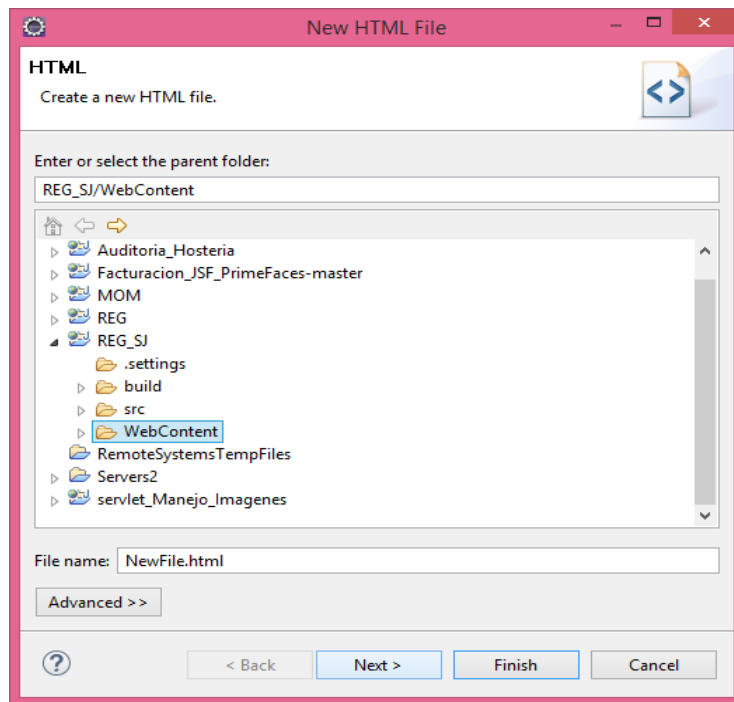 New HTML File
HTML
Create a new HTML file.
Enter or select the parent folder:
REG_SJ/WebContent
Auditoria_Hosteria
Facturacion_JSF_PrimeFaces-master
MOM
REG
REG_SJ
.settings
build
src
WebContent
RemoteSystemsTempFiles
Servers2
servlet_Manejo_Imagenes
File name: NewFile.html
Advanced >>
< Back Next > Finish Cancel